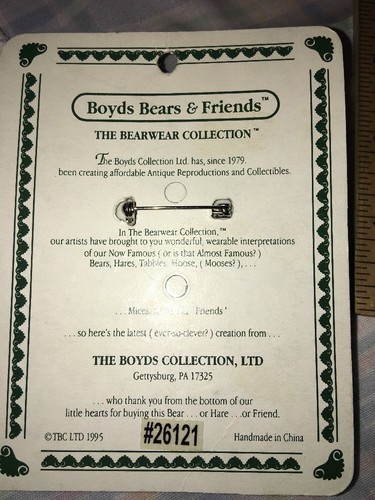 Boyds Bears & Friends™
THE BEARWEAR COLLECTION™
The Boyds Collection Ltd. has, since 1979.
been creating affordable Antique Reproductions and Collectibles.
In The Bearwear Collection,™
our artists have brought to you wonderful, wearable interpretations
of our Now Famous ( or is that Almost Famous? )
Bears, Hares, Tabbies, Moose, ( Mooses? ), . . .
. . . Mices, Friends '
. . . so here's the latest ( ever-so-clever? ) creation from . . .
THE BOYDS COLLECTION, LTD
Gettysburg, PA 17325
. . . who thank you from the bottom of our
little hearts for buying this Bear . . . or Hare . . .or Friend.
©TBC LTD 1995 #26121 Handmade in China